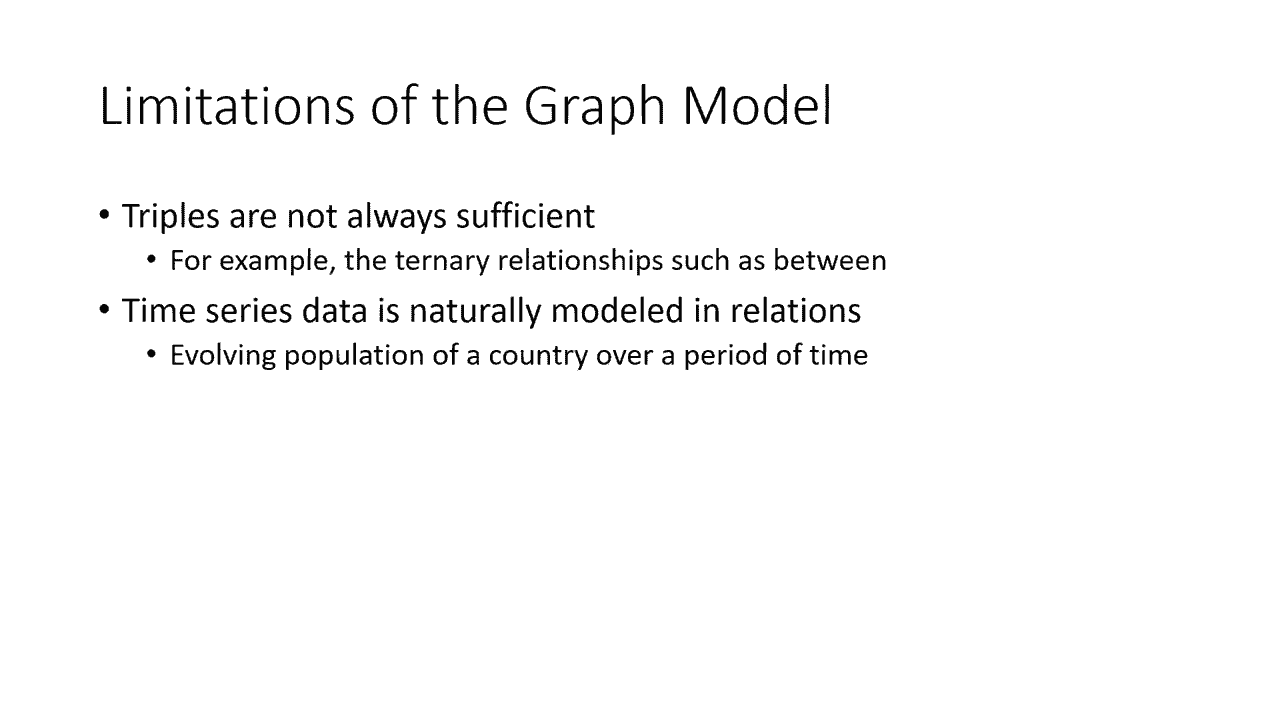 Limitations of the Graph Model
• Triples are not always sufficient
• For example, the ternary relationships such as between
• Time series data is naturally modeled in relations
• Evolving population of a country over a period of time